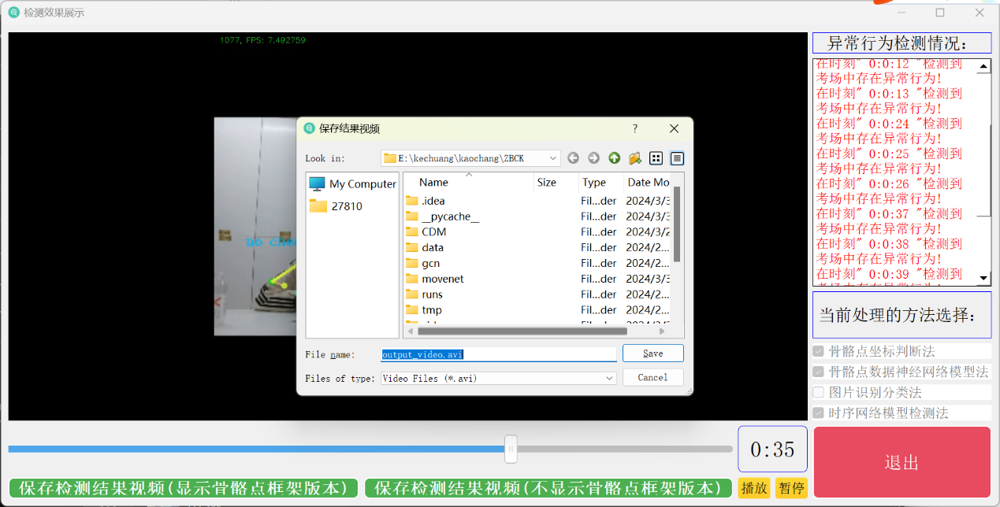 检测效果展示
1077, FPS: 7.492759
no che
保存结果视频
?
Look in:
E:\kechuang\kaochang\ZBCK
My Computer
27810
Name Size Type Date Mo
.idea Fil...der 2024/3/3
__pycache__ Fil...der 2024/3/3
CDM Fil...der 2024/3/2
data Fil...der 2024/2...
gcn Fil...der 2024/2...
movenet Fil...der 2024/3/3
runs Fil...der 2024/2...
tmp Fil...der 2024/2...
File name:
output_video.avi
Save
Files of type:
Video Files (*.avi)
Cancel
异常行为检测情况:
在时刻" 0:0:12 "检测到
考场中存在异常行为!
在时刻" 0:0:13 "检测到
考场中存在异常行为!
在时刻" 0:0:24 "检测到
考场中存在异常行为!
在时刻" 0:0:25 "检测到
考场中存在异常行为!
在时刻" 0:0:26 "检测到
考场中存在异常行为!
在时刻" 0:0:37 "检测到
考场中存在异常行为!
在时刻" 0:0:38 "检测到
考场中存在异常行为!
在时刻" 0:0:39 "检测到
考场中存在异常行为!
当前处理的方法选择:
骨骼点坐标判断法
骨骼点数据神经网络模型法
图片识别分类法
时序网络模型检测法
0:35
退出
保存检测结果视频(显示骨骼点框架版本)
保存检测结果视频(不显示骨骼点框架版本)
播放
暂停